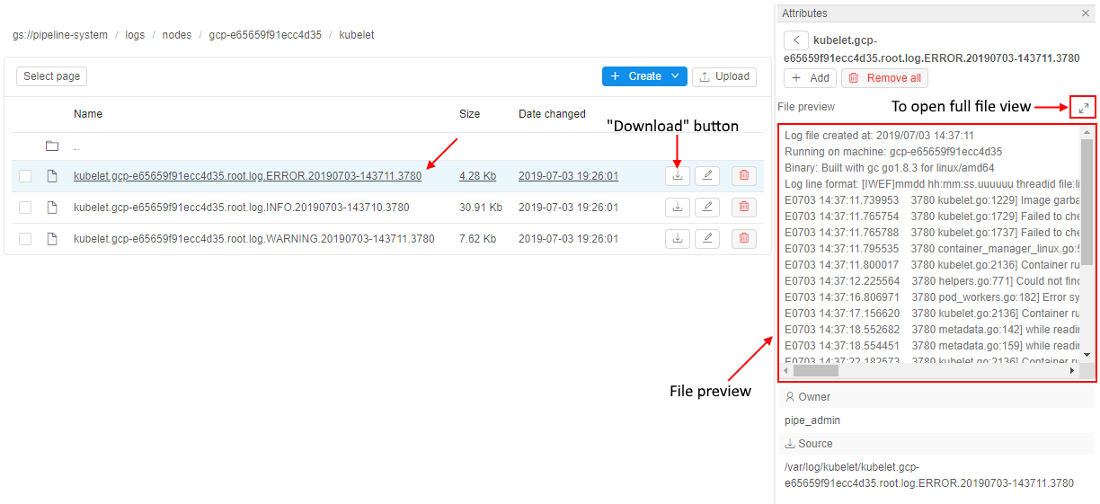 Attributes
gs://pipeline-system / logs / nodes / gcp-e65659f91ecc4d35 / kubelet
kubelet.gcp-
e65659f91ecc4d35.root.log.ERROR.20190703-143711.3780
Select page
+ Create
Upload
+ Add
Remove all
File preview
To open full file view
Name Size Date changed
"Download" button
..
kubelet.gcp-e65659f91ecc4d35.root.log.ERROR.20190703-143711.3780 4.28 Kb 2019-07-03 19:26:01
kubelet.gcp-e65659f91ecc4d35.root.log.INFO.20190703-143710.3780 30.91 Kb 2019-07-03 19:26:01
kubelet.gcp-e65659f91ecc4d35.root.log.WARNING.20190703-143711.3780 7.62 Kb 2019-07-03 19:26:01
Log file created at: 2019/07/03 14:37:11
Running on machine: gcp-e65659f91ecc4d35
Binary: Built with gc go1.8.3 for linux/amd64
Log line format: [IWEF]mmdd hh:mm:ss.uuuuuu threadid file:li
E0703 14:37:11.739953 3780 kubelet.go:1229] Image garba
E0703 14:37:11.765754 3780 kubelet.go:1729] Failed to che
E0703 14:37:11.765788 3780 kubelet.go:1737] Failed to che
E0703 14:37:11.795535 3780 container_manager_linux.go:5
E0703 14:37:11.800017 3780 kubelet.go:2136] Container ru
E0703 14:37:12.225564 3780 helpers.go:771] Could not find
E0703 14:37:16.806971 3780 pod_workers.go:182] Error sy
E0703 14:37:17.156620 3780 kubelet.go:2136] Container ru
E0703 14:37:18.552682 3780 metadata.go:142] while readin
E0703 14:37:18.554451 3780 metadata.go:159] while readin
E0703 14:37:22.182573 3780 kubelet.go:2136] Container ru
File preview
Owner
pipe_admin
Source
/var/log/kubelet/kubelet.gcp-
e65659f91ecc4d35.root.log.ERROR.20190703-143711.3780